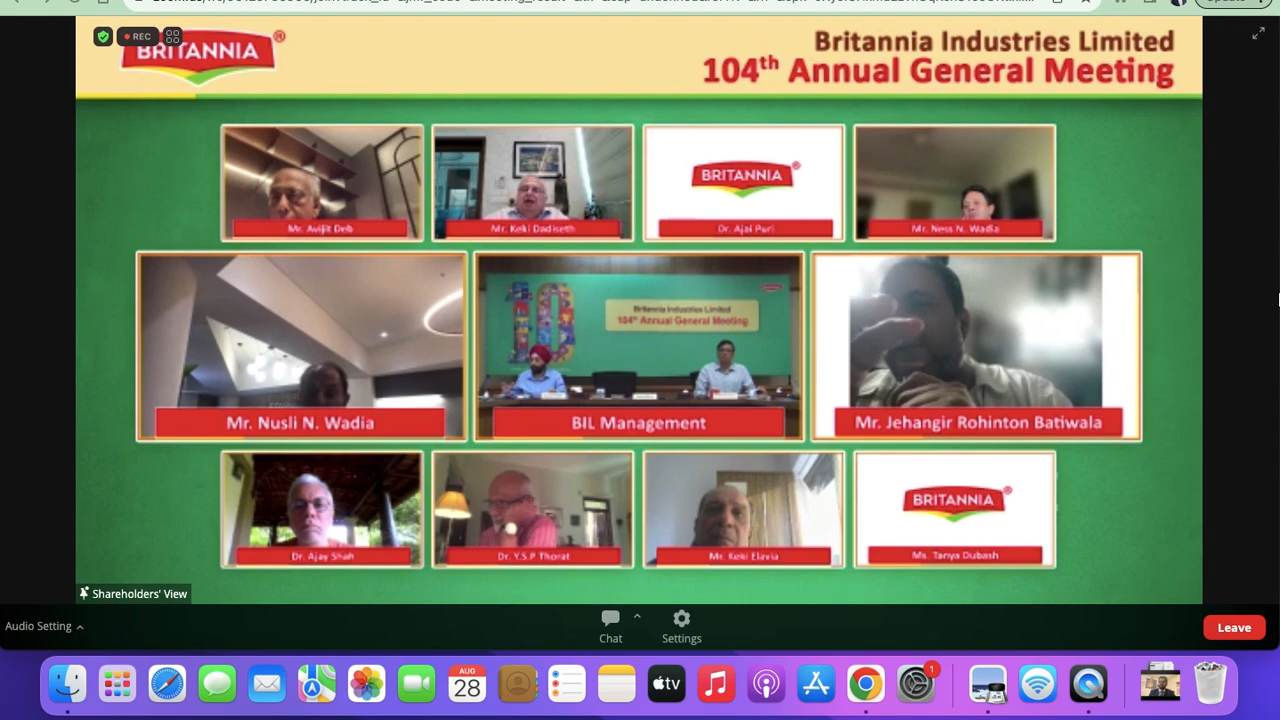 Update
REC
BRITANNIA®
Britannia Industries Limited
104th Annual General Meeting
Mr. Avijit Deb
Mr. Keki Dadiseth
BRITANNIA®
Dr. Ajai Puri
Mr. Ness N. Wadia
Mr. Nusli N. Wadia
Britannia Industries Limited
104th Annual General Meeting
BIL Management
Mr. Jehangir Rohinton Batiwala
Dr. Ajay Shah
Dr. Y.S.P Thorat
Mr. Keki Elavia
BRITANNIA®
Ms. Tanya Dubash
Shareholders' View
Audio Setting
Chat
Settings
Leave
AUG
28
tv
1